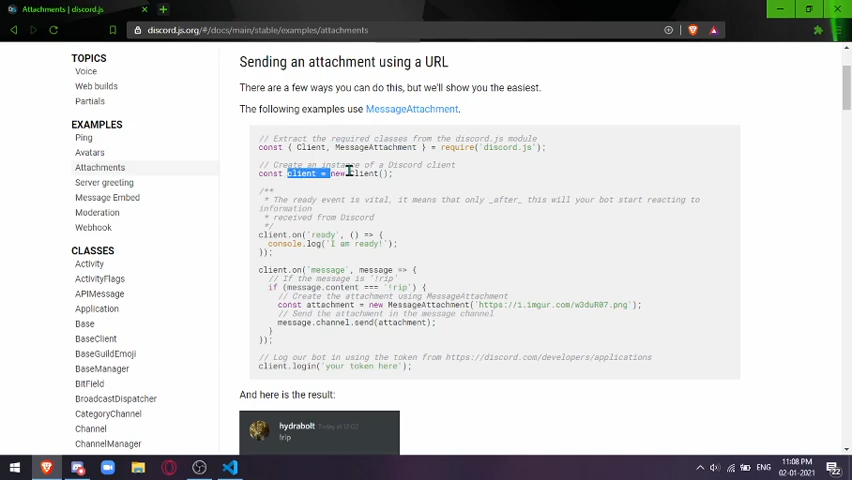 Attachments | discord.js
discord.js.org/#/docs/main/stable/examples/attachments
TOPICS
Voice
Web builds
Partials
EXAMPLES
Ping
Avatars
Attachments
Server greeting
Message Embed
Moderation
Webhook
CLASSES
Activity
ActivityFlags
APIMessage
Application
Base
BaseClient
BaseGuildEmoji
BaseManager
BitField
BroadcastDispatcher
CategoryChannel
Channel
ChannelManager
Sending an attachment using a URL
There are a few ways you can do this, but we'll show you the easiest.
The following examples use MessageAttachment.
// Extract the required classes from the discord.js module
const { Client, MessageAttachment } = require('discord.js');
// Create an instance of a Discord client
const client = new Client();
/**
* The ready event is vital, it means that only _after_ this will your bot start reacting to
information
* received from Discord
*/
client.on('ready', () => {
console.log('I am ready!');
});
client.on('message', message => {
// If the message is '!rip'
if (message.content === '!rip') {
// Create the attachment using MessageAttachment
const attachment = new MessageAttachment('https://i.imgur.com/w3duR07.png');
// Send the attachment in the message channel
message.channel.send(attachment);
}
});
// Log our bot in using the token from https://discord.com/developers/applications
client.login('your token here');
And here is the result:
hydrabolt Today at 12:02
!rip
ENG
11:08 PM
02-01-2021
22